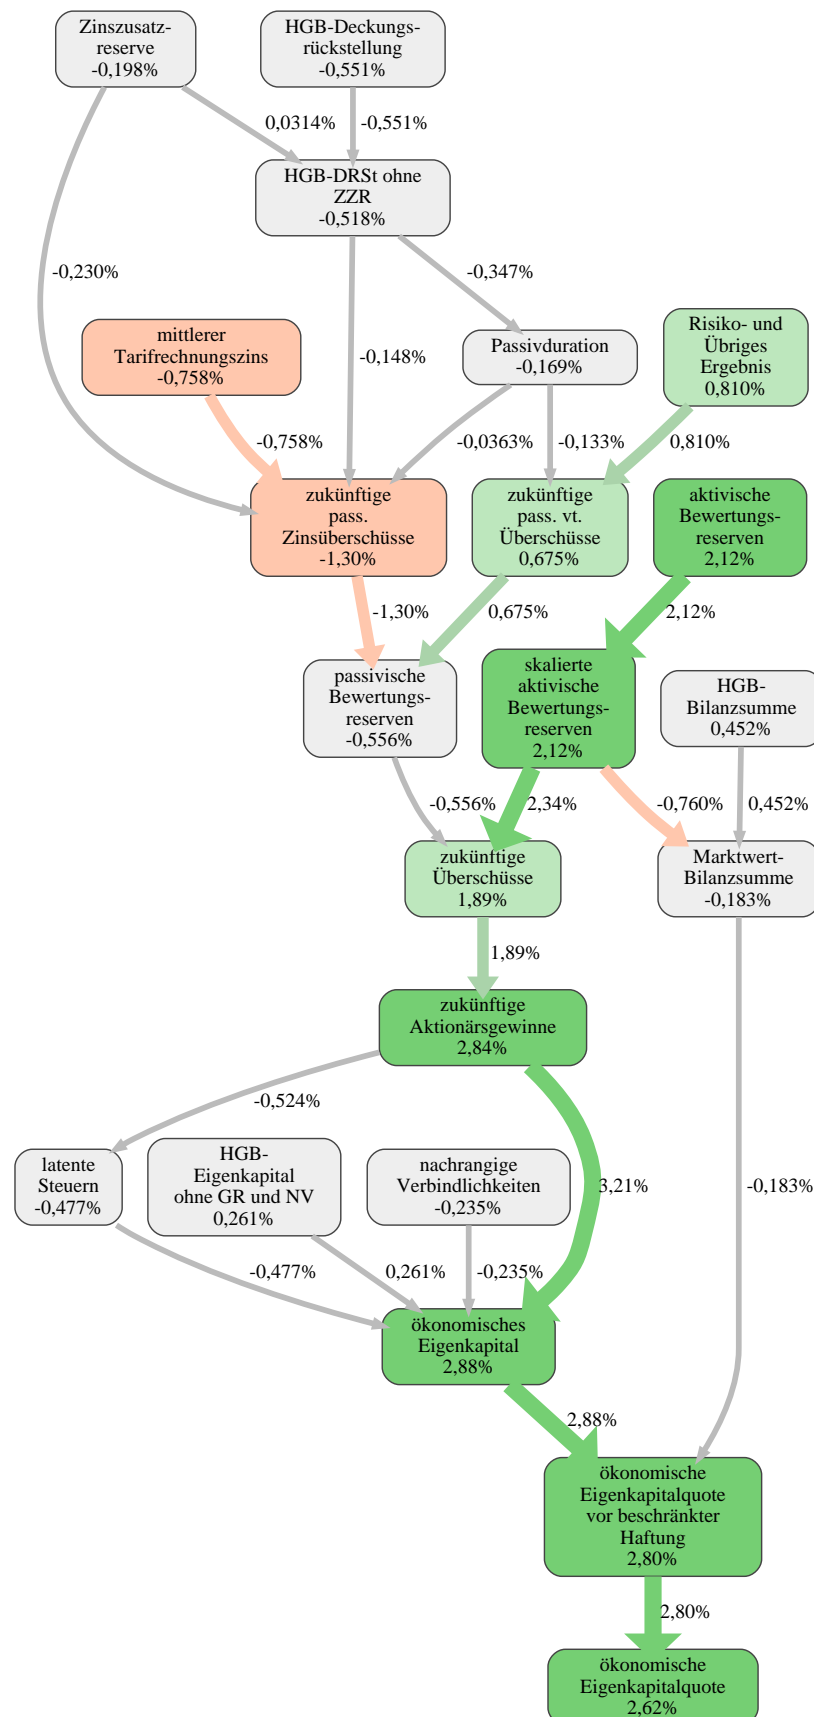 Zinszusatz-
reserve
-0,198%
HGB-Deckungs-
rückstellung
-0,551%
0,0314%
-0,551%
HGB-DRSt ohne
ZZR
-0,518%
-0,230%
-0,347%
mittlerer
Tarifrechnungszins
-0,758%
-0,148%
Passivduration
-0,169%
Risiko- und
Übriges
Ergebnis
0,810%
-0,758%
-0,0363%
-0,133%
0,810%
zukünftige
pass.
Zinsüberschüsse
-1,30%
zukünftige
pass. vt.
Überschüsse
0,675%
aktivische
Bewertungs-
reserven
2,12%
-1,30%
0,675%
2,12%
passivische
Bewertungs-
reserven
-0,556%
skalierte
aktivische
Bewertungs-
reserven
2,12%
HGB-
Bilanzsumme
0,452%
-0,556%
2,34%
-0,760%
0,452%
zukünftige
Überschüsse
1,89%
Marktwert-
Bilanzsumme
-0,183%
1,89%
zukünftige
Aktionärsgewinne
2,84%
-0,524%
latente
Steuern
-0,477%
HGB-
Eigenkapital
ohne GR und NV
0,261%
nachrangige
Verbindlichkeiten
-0,235%
3,21%
-0,183%
-0,477%
0,261%
-0,235%
ökonomisches
Eigenkapital
2,88%
2,88%
ökonomische
Eigenkapitalquote
vor beschränkter
Haftung
2,80%
2,80%
ökonomische
Eigenkapitalquote
2,62%